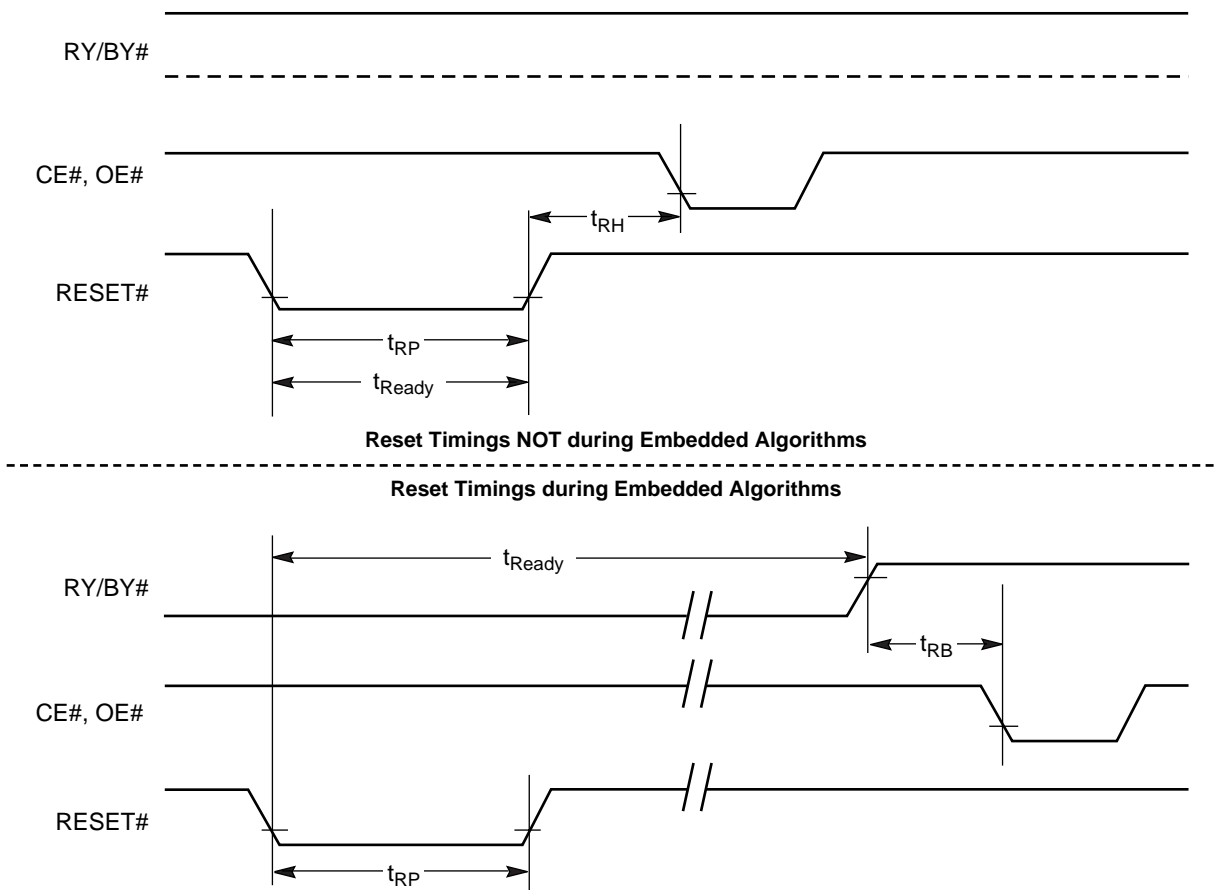 RY/BY#
CE#, OE#
tRH
RESET#
tRP
tReady
Reset Timings NOT during Embedded Algorithms
Reset Timings during Embedded Algorithms
tReady
RY/BY#
tRB
CE#, OE#
RESET#
tRP